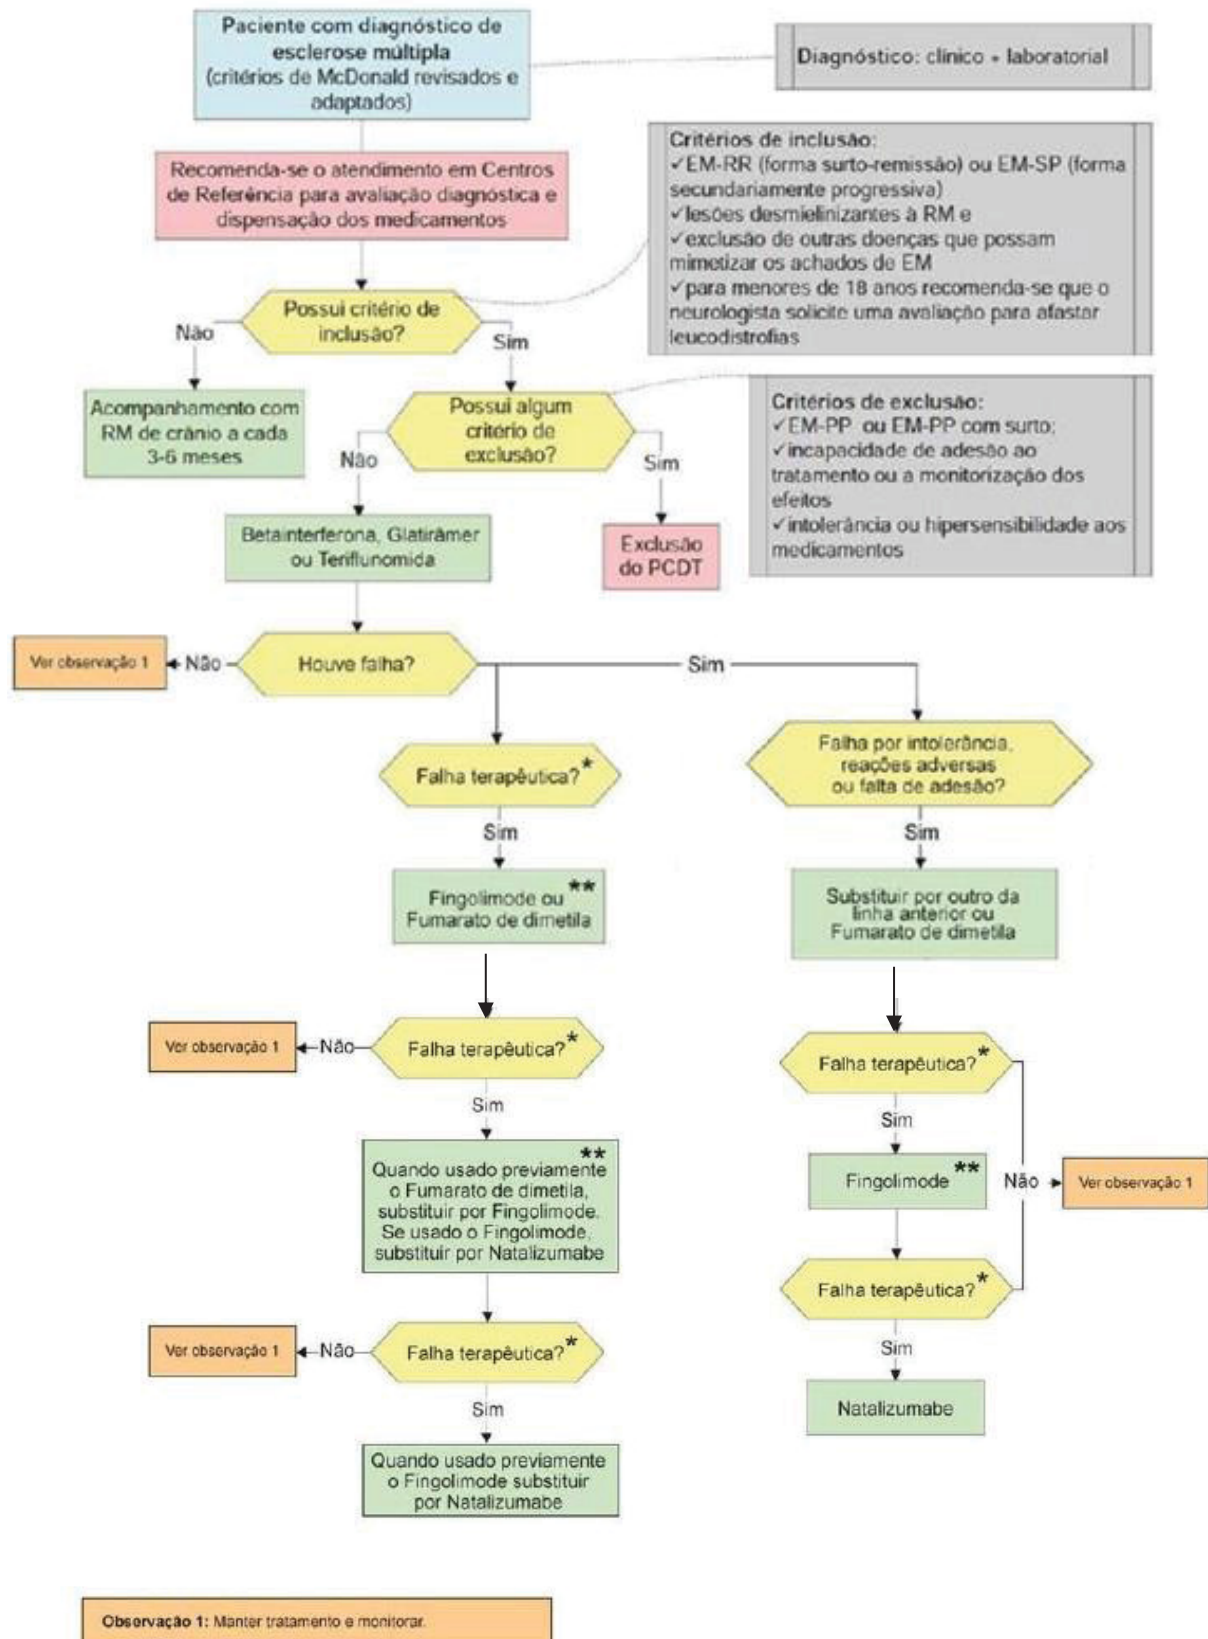 Paciente com diagnóstico de
esclerose múltipla
(critérios de McDonald revisados e
adaptados)
Diagnóstico: clínico + laboratorial
Recomenda-se o atendimento em Centros
de Referência para avaliação diagnóstica e
dispensação dos medicamentos
Critérios de inclusão:
✓EM-RR (forma surto-remissão) ou EM-SP (forma
secundariamente progressiva)
✓lesões desmielinizantes à RM e
✓exclusão de outras doenças que possam
mimetizar os achados de EM
✓para menores de 18 anos recomenda-se que o
neurologista solicite uma avaliação para afastar
leucodistrofias
Possui critério de
inclusão?
Não
Sim
Acompanhamento com
RM de crânio a cada
3-6 meses
Possui algum
critério de
exclusão?
Não
Sim
Critérios de exclusão:
✓EM-PP ou EM-PP com surto;
✓incapacidade de adesão ao
tratamento ou a monitorização dos
efeitos
✓intolerância ou hipersensibilidade aos
medicamentos
Betainterferona, Glatirâmer
ou Teriflunomida
Exclusão
do PCDT
Ver observação 1
Não
Houve falha?
Sim
Falha terapêutica?*
Falha por intolerância,
reações adversas
ou falta de adesão?
Sim
Sim
Fingolimode ou **
Fumarato de dimetila
Substituir por outro da
linha anterior ou
Fumarato de dimetila
Ver observação 1
Não
Falha terapêutica?*
Falha terapêutica?*
Sim
Sim
**
Quando usado previamente
o Fumarato de dimetila,
substituir por Fingolimode.
Se usado o Fingolimode,
substituir por Natalizumabe
Fingolimode **
Não
Ver observação 1
Falha terapêutica?*
Ver observação 1
Não
Falha terapêutica?*
Sim
Sim
Natalizumabe
Quando usado previamente
o Fingolimode substituir
por Natalizumabe
Observação 1: Manter tratamento e monitorar.